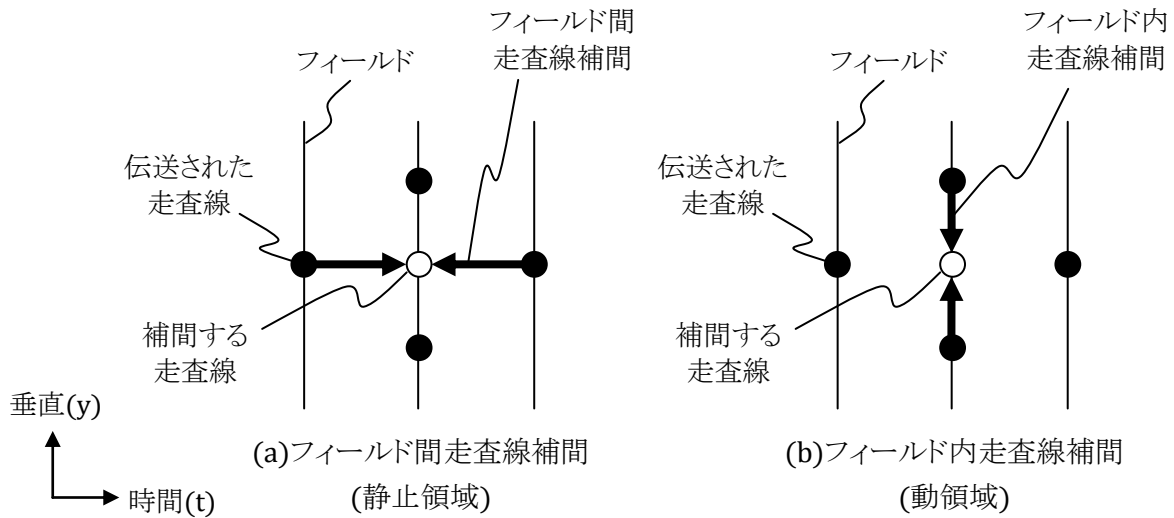 フィールド
フィールド間
走査線補間
伝送された
走査線
補間する
走査線
(a)フィールド間走査線補間
(静止領域)
フィールド
フィールド内
走査線補間
伝送された
走査線
補間する
走査線
(b)フィールド内走査線補間
(動領域)
垂直(y)
時間(t)